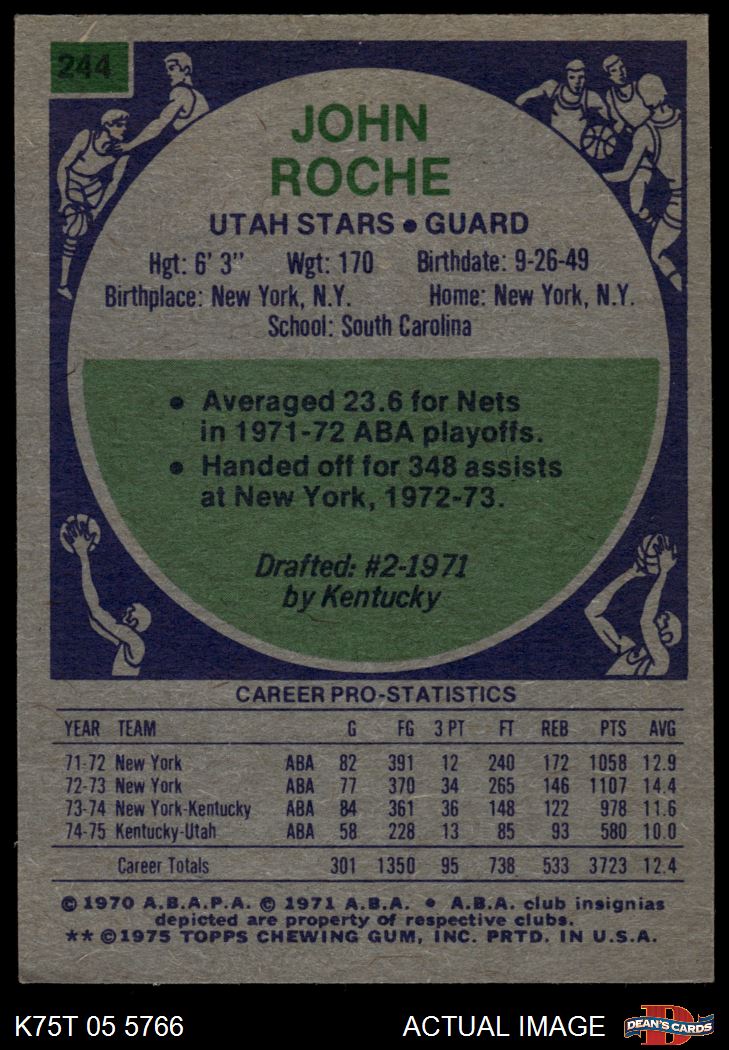 244
JOHN
ROCHE
UTAH STARS • GUARD
Hgt: 6' 3" Wgt: 170 Birthdate: 9-26-49
Birthplace: New York, N.Y. Home: New York, N.Y.
School: South Carolina
• Averaged 23.6 for Nets
in 1971-72 ABA playoffs.
• Handed off for 348 assists
at New York, 1972-73.
Drafted: #2-1971
by Kentucky
CAREER PRO-STATISTICS
YEAR TEAM G FG 3 PT FT REB PTS AVG
71-72 New York ABA 82 391 12 240 172 1058 12.9
72-73 New York ABA 77 370 34 265 146 1107 14.4
73-74 New York-Kentucky ABA 84 361 36 148 122 978 11.6
74-75 Kentucky-Utah ABA 58 228 13 85 93 580 10.0
Career Totals 301 1350 95 738 533 3723 12.4
© 1970 A.B.A.P.A. © 1971 A.B.A. • A.B.A. club insignias
depicted are property of respective clubs.
** © 1975 TOPPS CHEWING GUM, INC. PRTD. IN U.S.A.
K75T 05 5766 ACTUAL IMAGE D DEAN'S CARDS